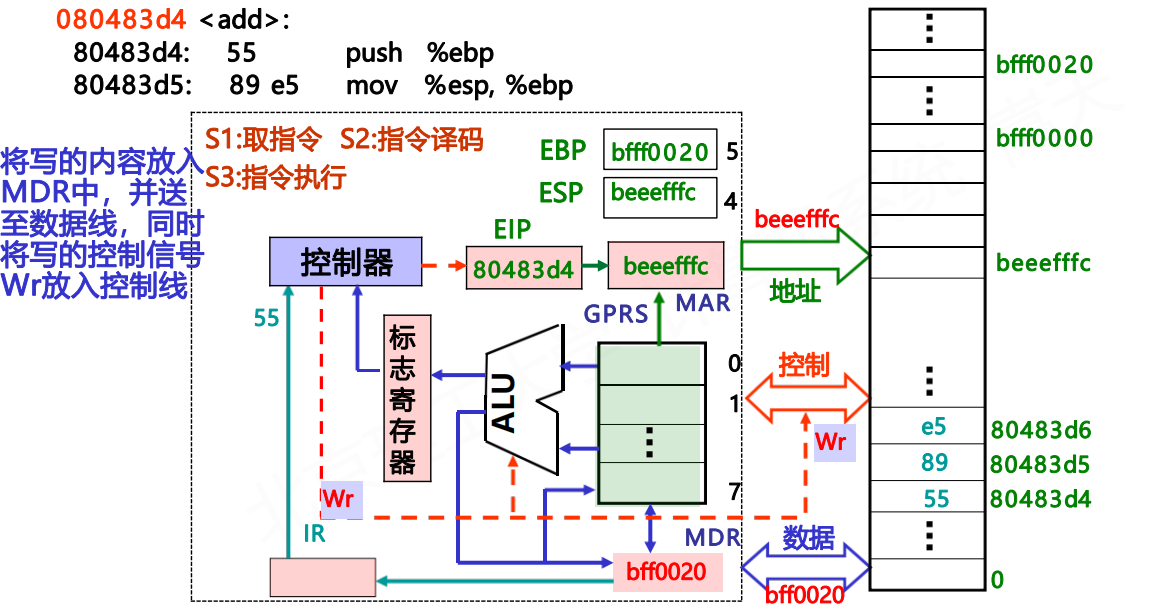 080483d4 <add>:
80483d4: 55 push %ebp
80483d5: 89 e5 mov %esp, %ebp
将写的内容放入
MDR中，并送
至数据线，同时
将写的控制信号
Wr放入控制线
S1:取指令 S2:指令译码
S3:指令执行
EBP bfff0020 5
ESP beeefffc 4
EIP
控制器
80483d4
beeefffc
GPRS
MAR
55
标
志
寄
存
器
ALU
0
1
⋮
7
Wr
IR
MDR
bff0020
beeefffc
地址
控制
Wr
数据
bff0020
⋮
bfff0020
⋮
bfff0000
beeefffc
⋮
e5 80483d6
89 80483d5
55 80483d4
⋮
0